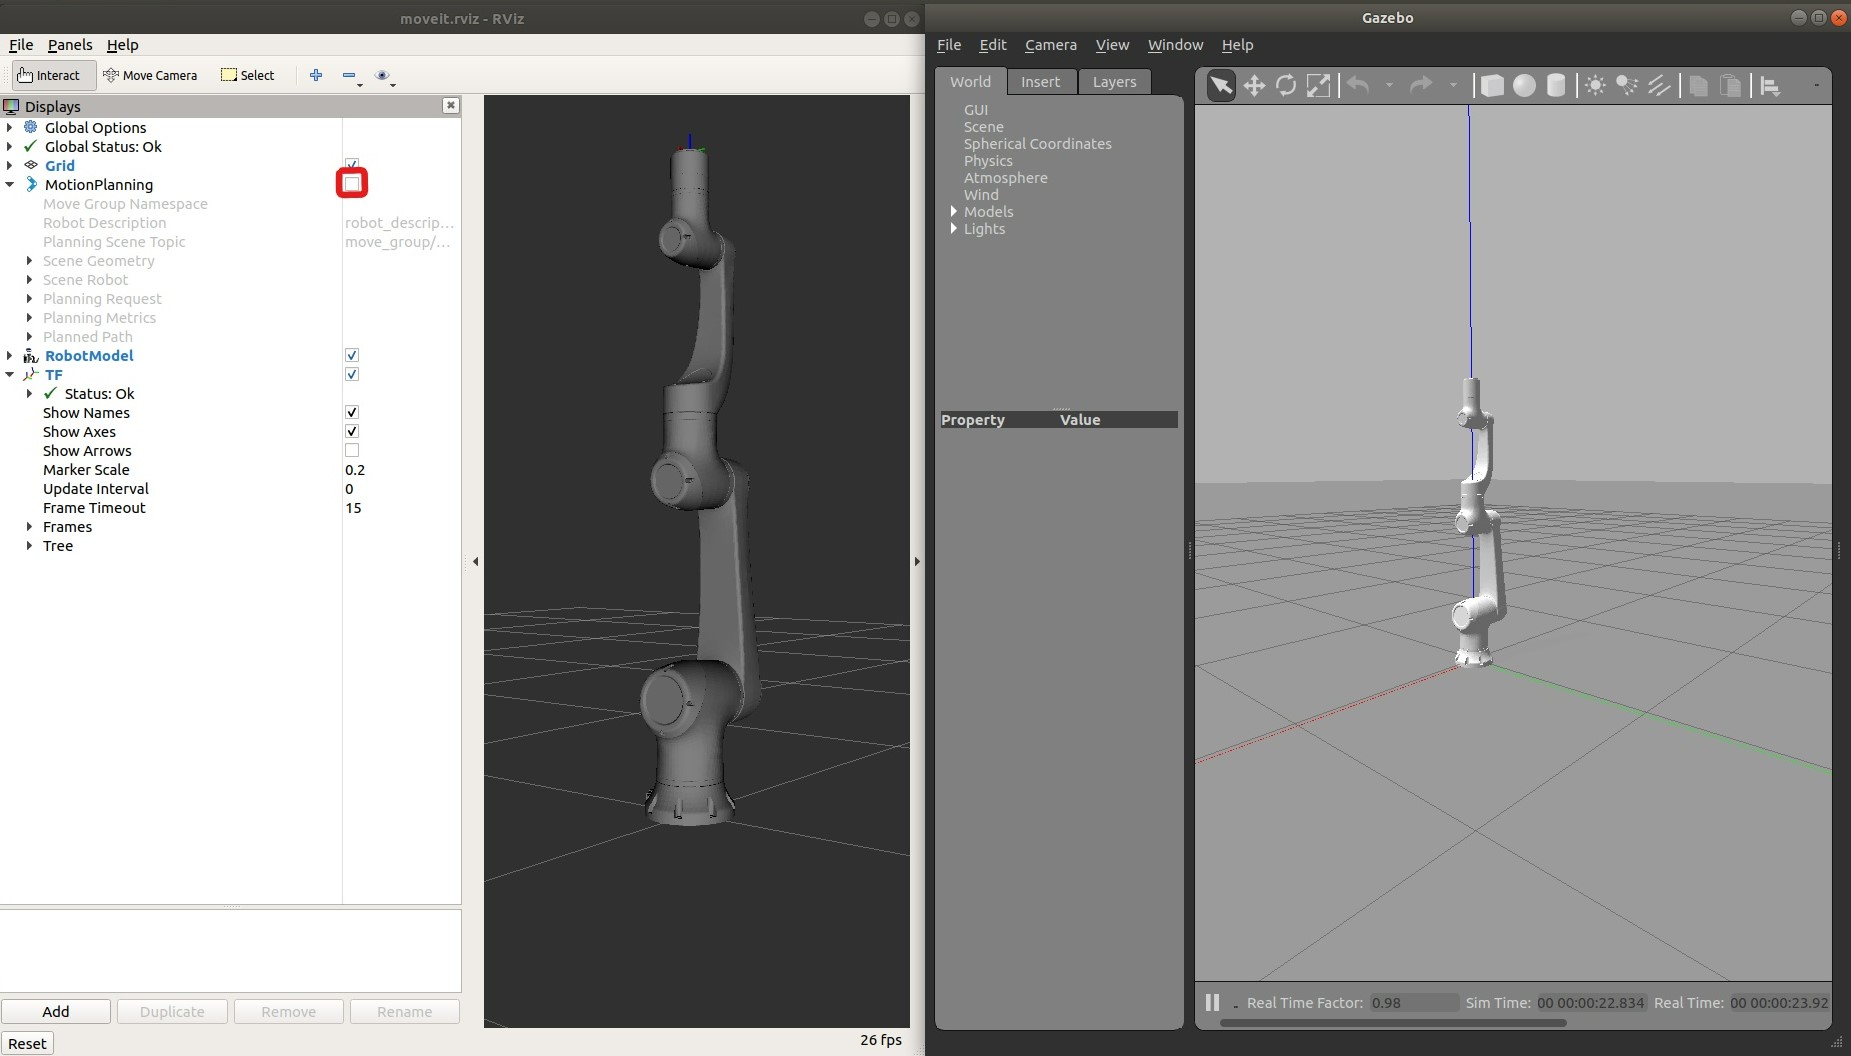 moveit.rviz - RViz
File Panels Help
Interact Move Camera Select
Displays
Global Options
Global Status: Ok
Grid
MotionPlanning
Move Group Namespace
Robot Description robot_descrip...
Planning Scene Topic move_group/...
Scene Geometry
Scene Robot
Planning Request
Planning Metrics
Planned Path
RobotModel
TF
Status: Ok
Show Names
Show Axes
Show Arrows
Marker Scale 0.2
Update Interval 0
Frame Timeout 15
Frames
Tree
Add Duplicate Remove Rename
Reset
26 fps
Gazebo
File Edit Camera View Window Help
World Insert Layers
GUI
Scene
Spherical Coordinates
Physics
Atmosphere
Wind
Models
Lights
Property Value
Real Time Factor: 0.98 Sim Time: 00 00:00:22.834 Real Time: 00 00:00:23.92